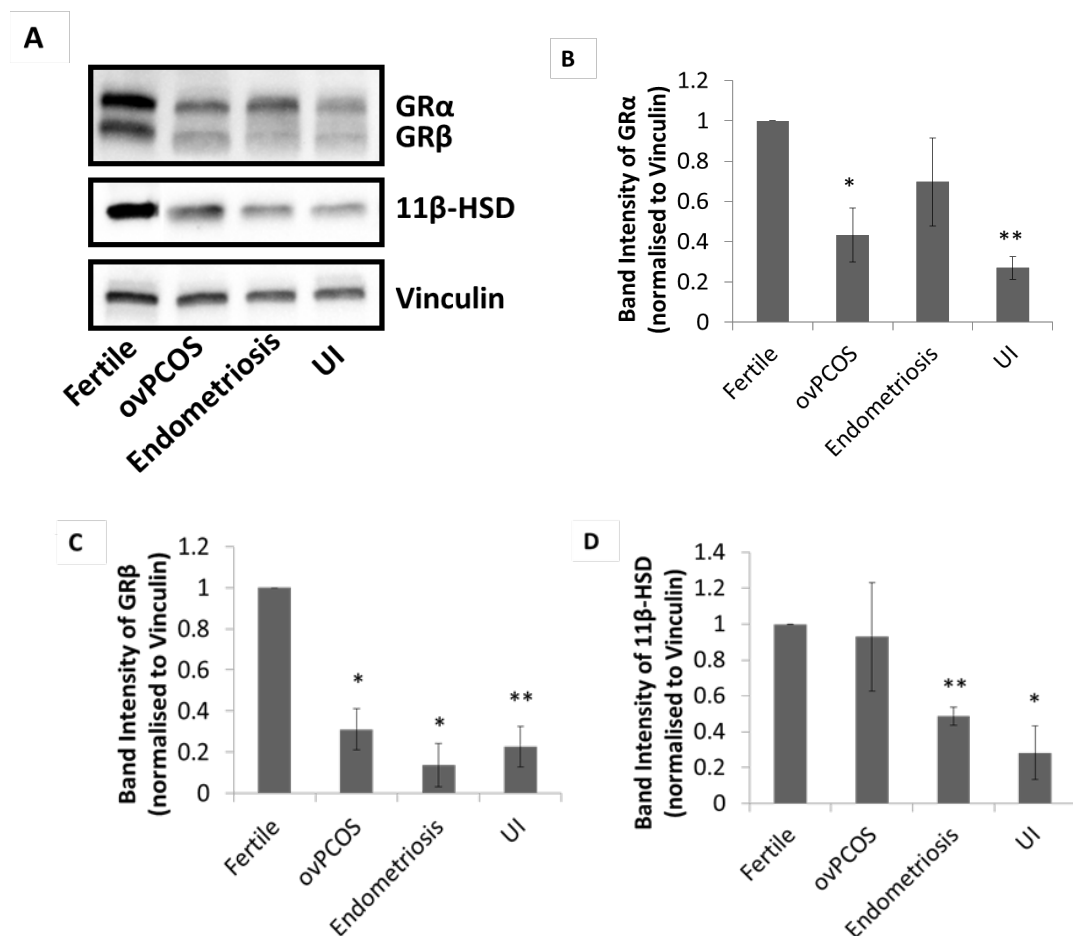 A
GRα
GRβ
11β-HSD
Vinculin
Fertile
ovPCOS
Endometriosis
UI
B
Band Intensity of GRα
(normalised to Vinculin)
1.2
1
0.8
0.6
0.4
0.2
0
*
**
Fertile
ovPCOS
Endometriosis
UI
C
Band Intensity of GRβ
(normalised to Vinculin)
1.2
1
0.8
0.6
0.4
0.2
0
*
*
**
Fertile
ovPCOS
Endometriosis
UI
D
Band Intensity of 11β-HSD
(normalised to Vinculin)
1.4
1.2
1
0.8
0.6
0.4
0.2
0
**
*
Fertile
ovPCOS
Endometriosis
UI